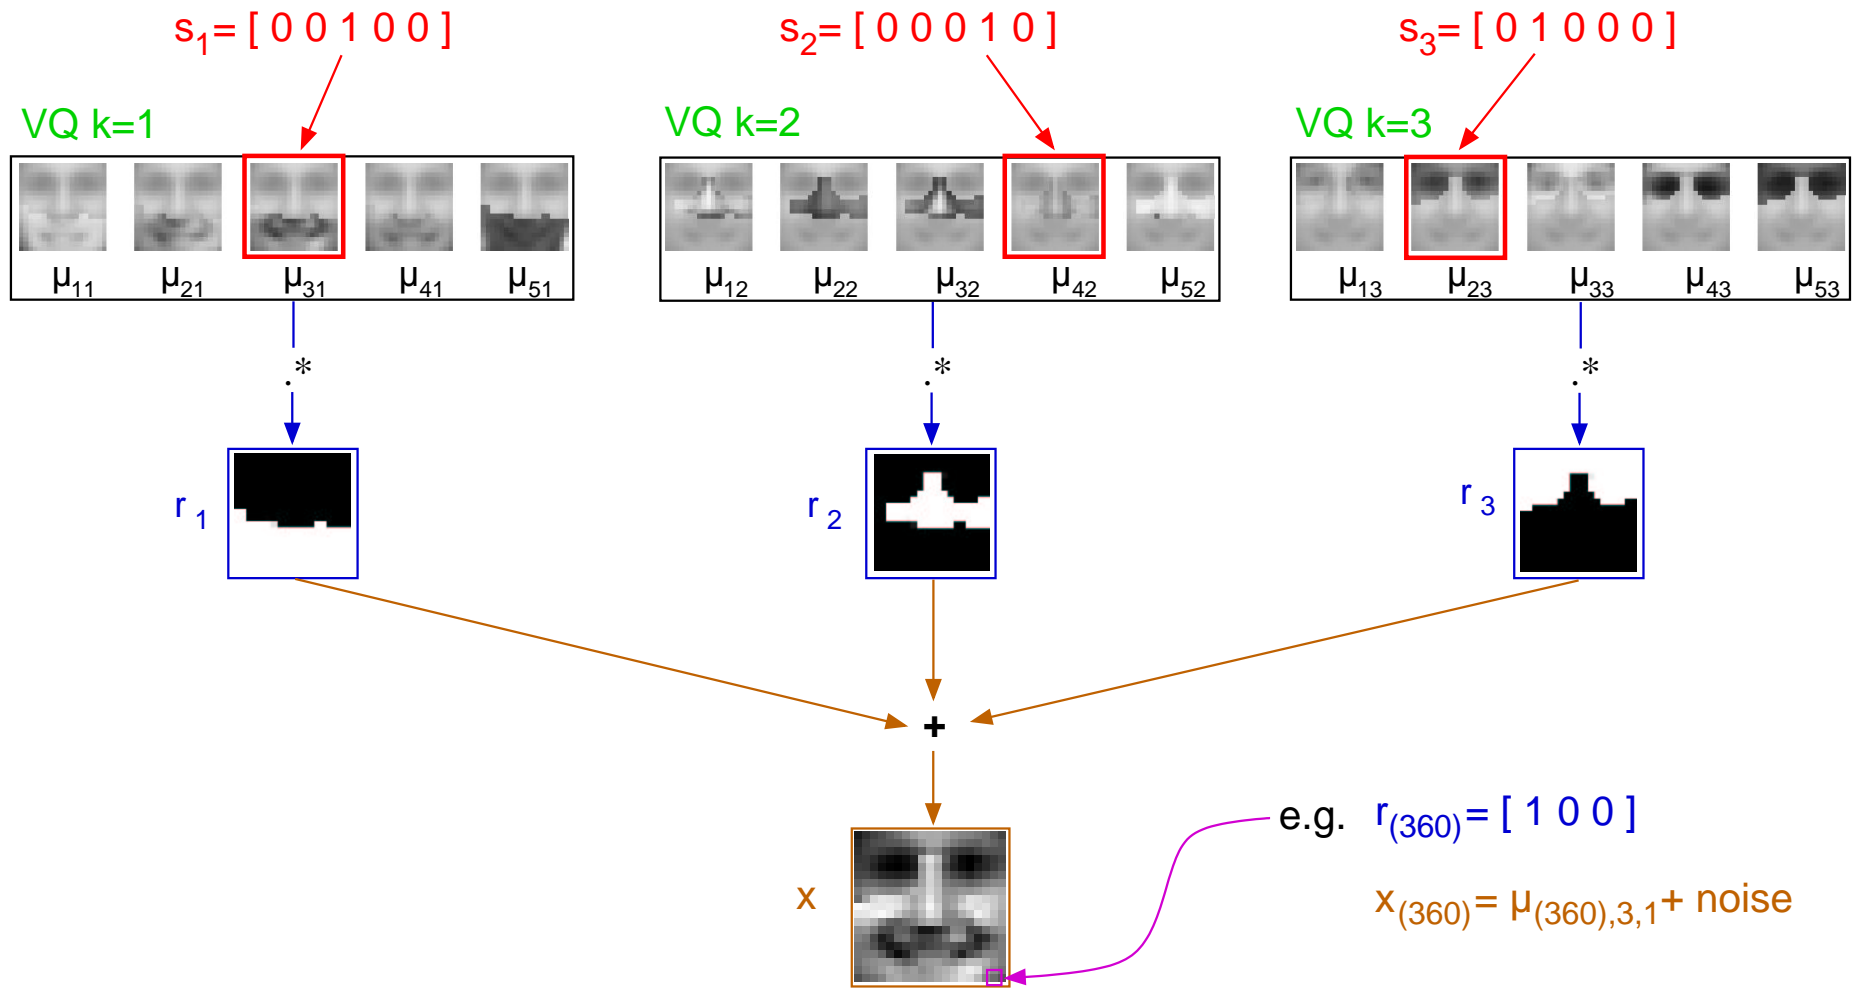 s₁= [ 0 0 1 0 0 ] s₂= [ 0 0 0 1 0 ] s₃= [ 0 1 0 0 0 ]
VQ k=1 VQ k=2 VQ k=3
μ₁₁ μ₂₁ μ₃₁ μ₄₁ μ₅₁ μ₁₂ μ₂₂ μ₃₂ μ₄₂ μ₅₂ μ₁₃ μ₂₃ μ₃₃ μ₄₃ μ₅₃
.* .* .*
r ₁ r ₂ r ₃
+
e.g. r₍₃₆₀₎= [ 1 0 0 ]
x x₍₃₆₀₎= μ₍₃₆₀₎,₃,₁+ noise